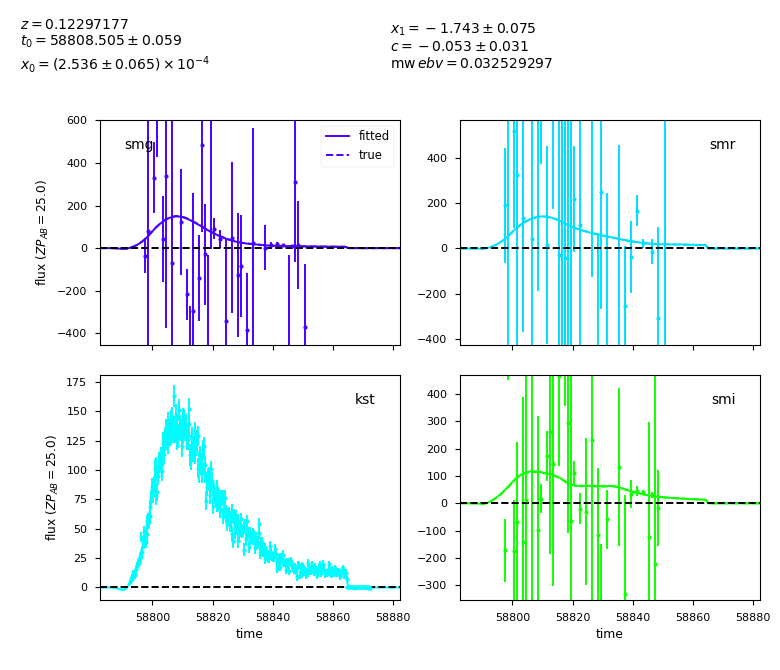 z = 0.12297177
t₀ = 58808.505 ± 0.059
x₀ = (2.536 ± 0.065) × 10⁻⁴
x₁ = −1.743 ± 0.075
c = −0.053 ± 0.031
mw ebv = 0.032529297
smg
fitted
true
600
400
200
0
−200
−400
flux (ZP_AB = 25.0)
smr
400
200
0
−200
−400
kst
175
150
125
100
75
50
25
0
flux (ZP_AB = 25.0)
58800 58820 58840 58860 58880
time
smi
400
300
200
100
0
−100
−200
−300
58800 58820 58840 58860 58880
time